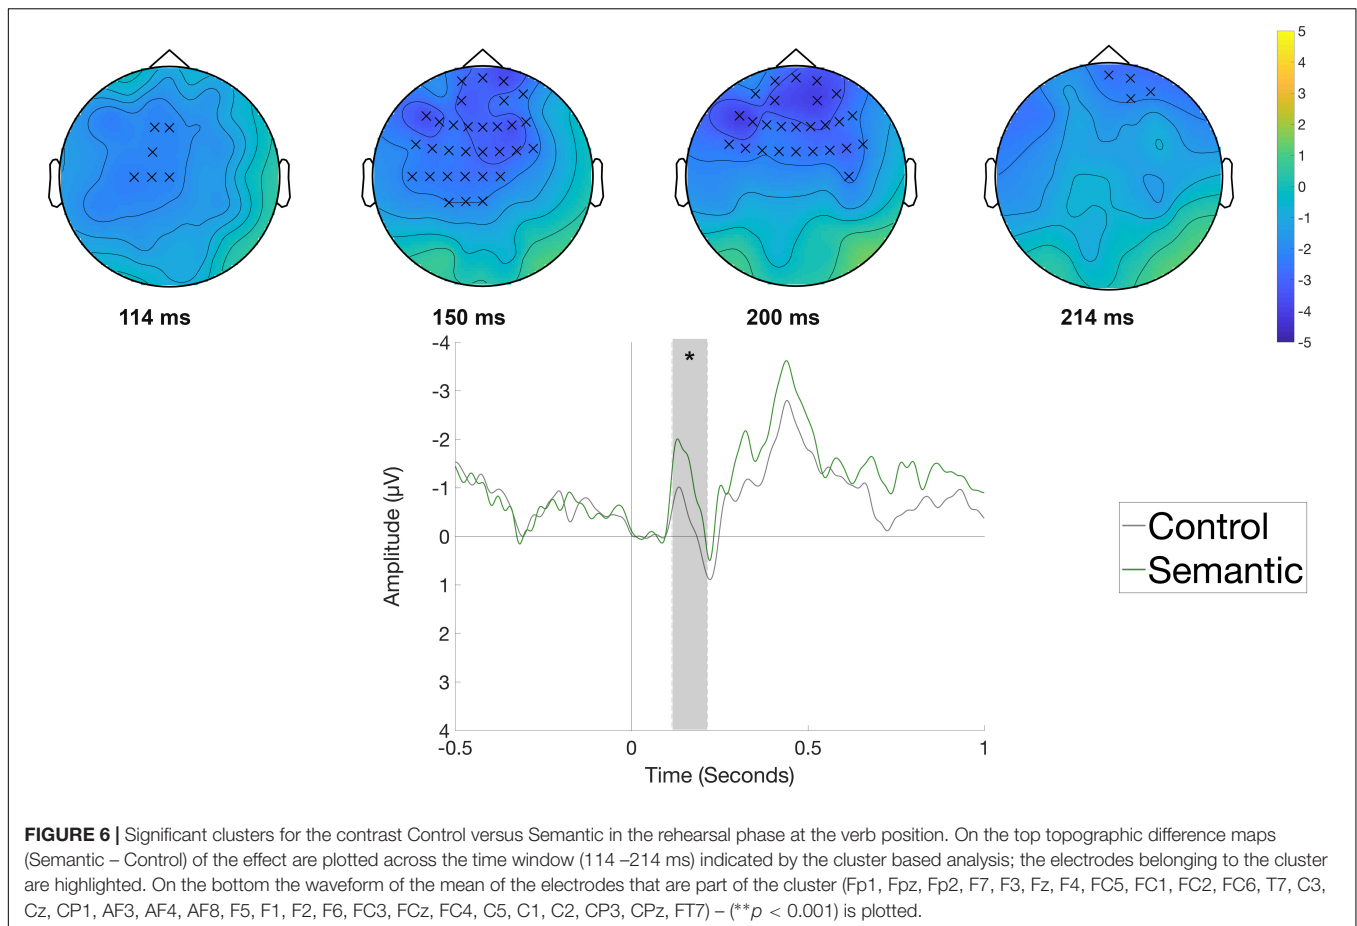 5
4
3
2
1
0
-1
-2
-3
-4
-5
114 ms
150 ms
200 ms
214 ms
-4
*
-3
-2
-1
0
1
2
3
4
Amplitude (µV)
-0.5
0
0.5
1
Time (Seconds)
Control
Semantic
FIGURE 6 | Significant clusters for the contrast Control versus Semantic in the rehearsal phase at the verb position. On the top topographic difference maps
(Semantic – Control) of the effect are plotted across the time window (114 –214 ms) indicated by the cluster based analysis; the electrodes belonging to the cluster
are highlighted. On the bottom the waveform of the mean of the electrodes that are part of the cluster (Fp1, Fpz, Fp2, F7, F3, Fz, F4, FC5, FC1, FC2, FC6, T7, C3,
Cz, CP1, AF3, AF4, AF8, F5, F1, F2, F6, FC3, FCz, FC4, C5, C1, C2, CP3, CPz, FT7) – (**p < 0.001) is plotted.